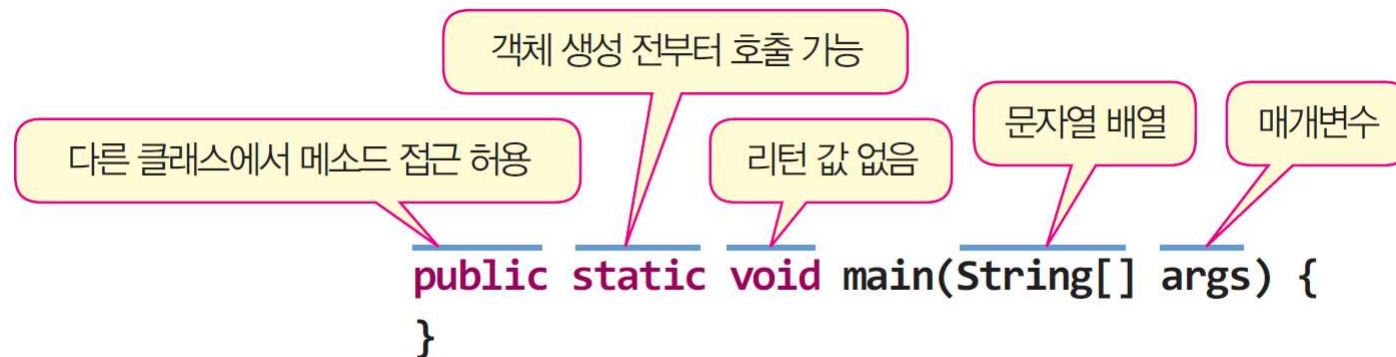 객체 생성 전부터 호출 가능
문자열 배열
매개변수
다른 클래스에서 메소드 접근 허용
리턴 값 없음
public static void main(String[] args) {
}